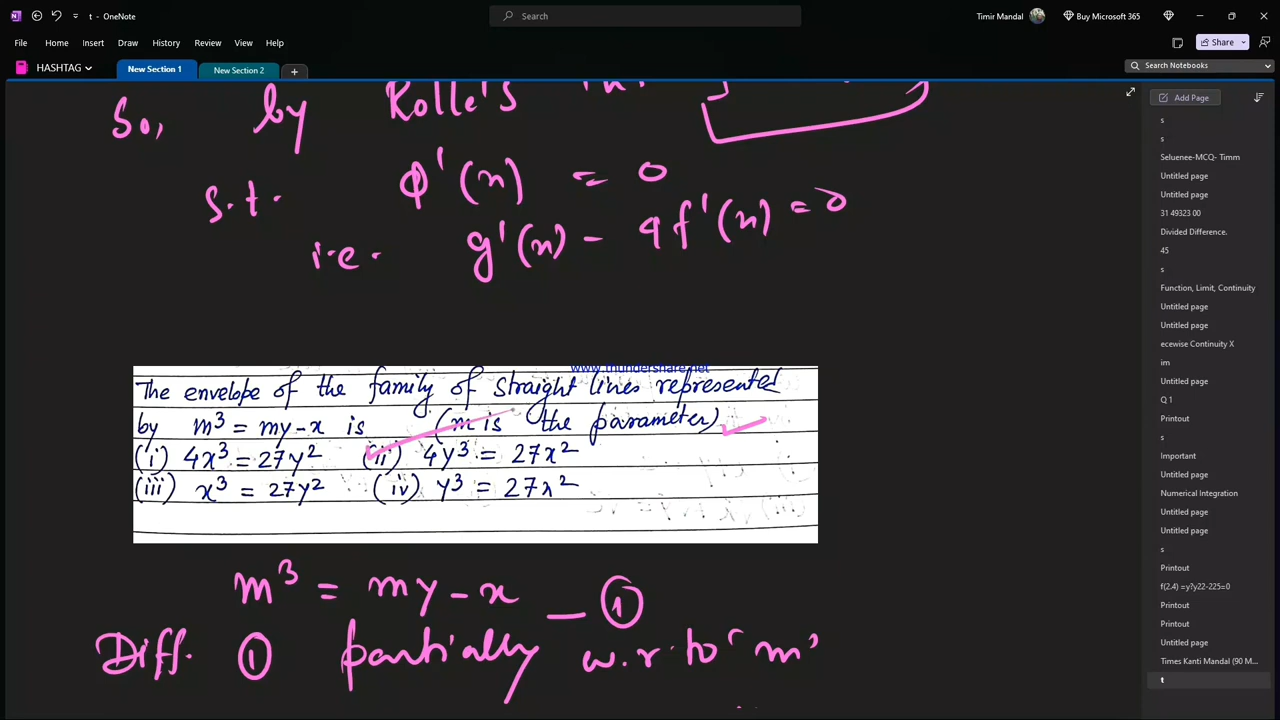 t - OneNote
Search
Timir Mandal
Buy Microsoft 365
File Home Insert Draw History Review View Help
Share
HASHTAG
New Section 1
New Section 2
+
Search Notebooks
Add Page
So, by Rolle's
s.t. φ'(x) = 0
i.e. g'(x) - 9f'(x) = 0
www.thundershare.net
The envelope of the family of straight lines represented
by m³ = my-x is (m is the parameter)
(i) 4x³ = 27y² (ii) 4y³ = 27x²
(iii) x³ = 27y² (iv) y³ = 27x²
m³ = my - x — ①
Diff. ① partially w.r.to 'm'
s
s
Seluenee-MCQ- Timm
Untitled page
Untitled page
31 49323 00
Divided Difference.
45
s
Function, Limit, Continuity
Untitled page
Untitled page
ecewise Continuity X
im
Untitled page
Q 1
Printout
s
Important
Untitled page
Numerical Integration
Untitled page
Untitled page
s
Printout
f(2.4) =y?y22-225=0
Printout
Printout
Untitled page
Times Kanti Mandal (90 M...
t